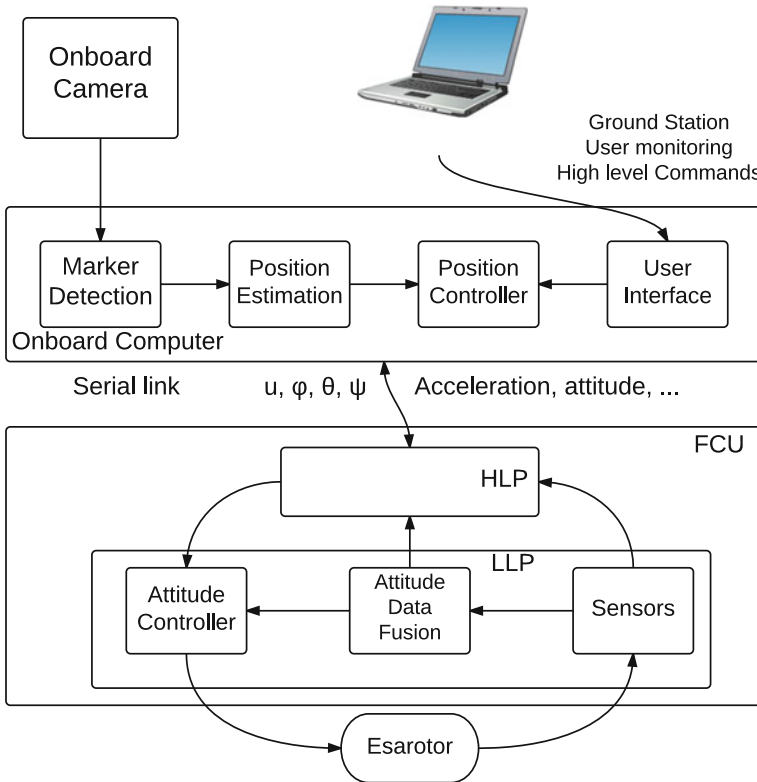 Onboard
Camera
Ground Station
User monitoring
High level Commands
Marker
Detection
Position
Estimation
Position
Controller
User
Interface
Onboard Computer
Serial link
u, φ, θ, ψ
Acceleration, attitude, ...
FCU
HLP
LLP
Attitude
Controller
Attitude
Data
Fusion
Sensors
Esarotor